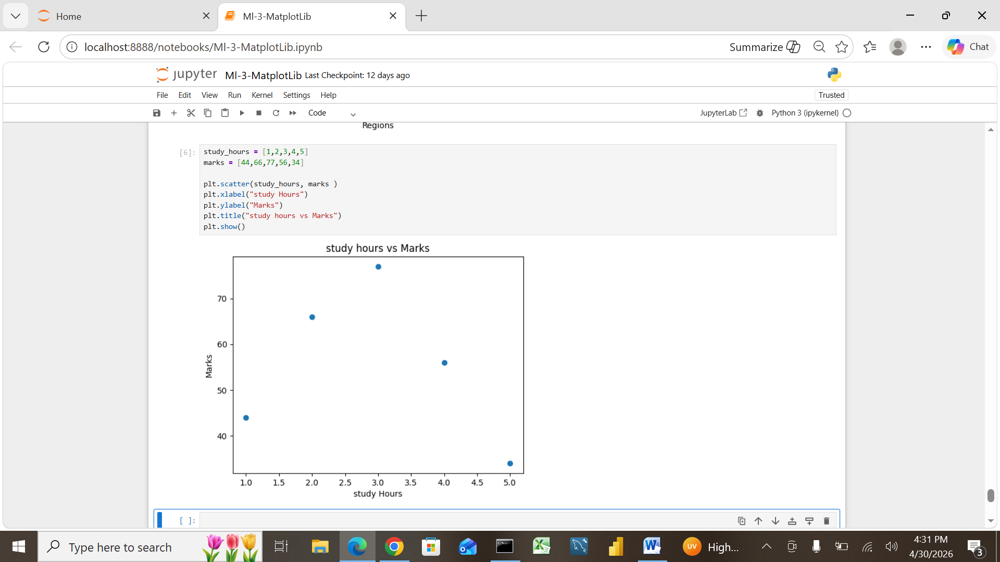 Home
Ml-3-MatplotLib
localhost:8888/notebooks/Ml-3-MatplotLib.ipynb
Summarize
Chat
jupyter
Ml-3-MatplotLib Last Checkpoint: 12 days ago
File Edit View Run Kernel Settings Help
Trusted
Code
JupyterLab
Python 3 (ipykernel)
Regions
[6]:
study_hours = [1,2,3,4,5]
marks = [44,66,77,56,34]
plt.scatter(study_hours, marks )
plt.xlabel("study Hours")
plt.ylabel("Marks")
plt.title("study hours vs Marks")
plt.show()
study hours vs Marks
70
60
50
40
Marks
1.0 1.5 2.0 2.5 3.0 3.5 4.0 4.5 5.0
study Hours
[ ]:
Type here to search
UV
High...
4:31 PM
4/30/2026
3